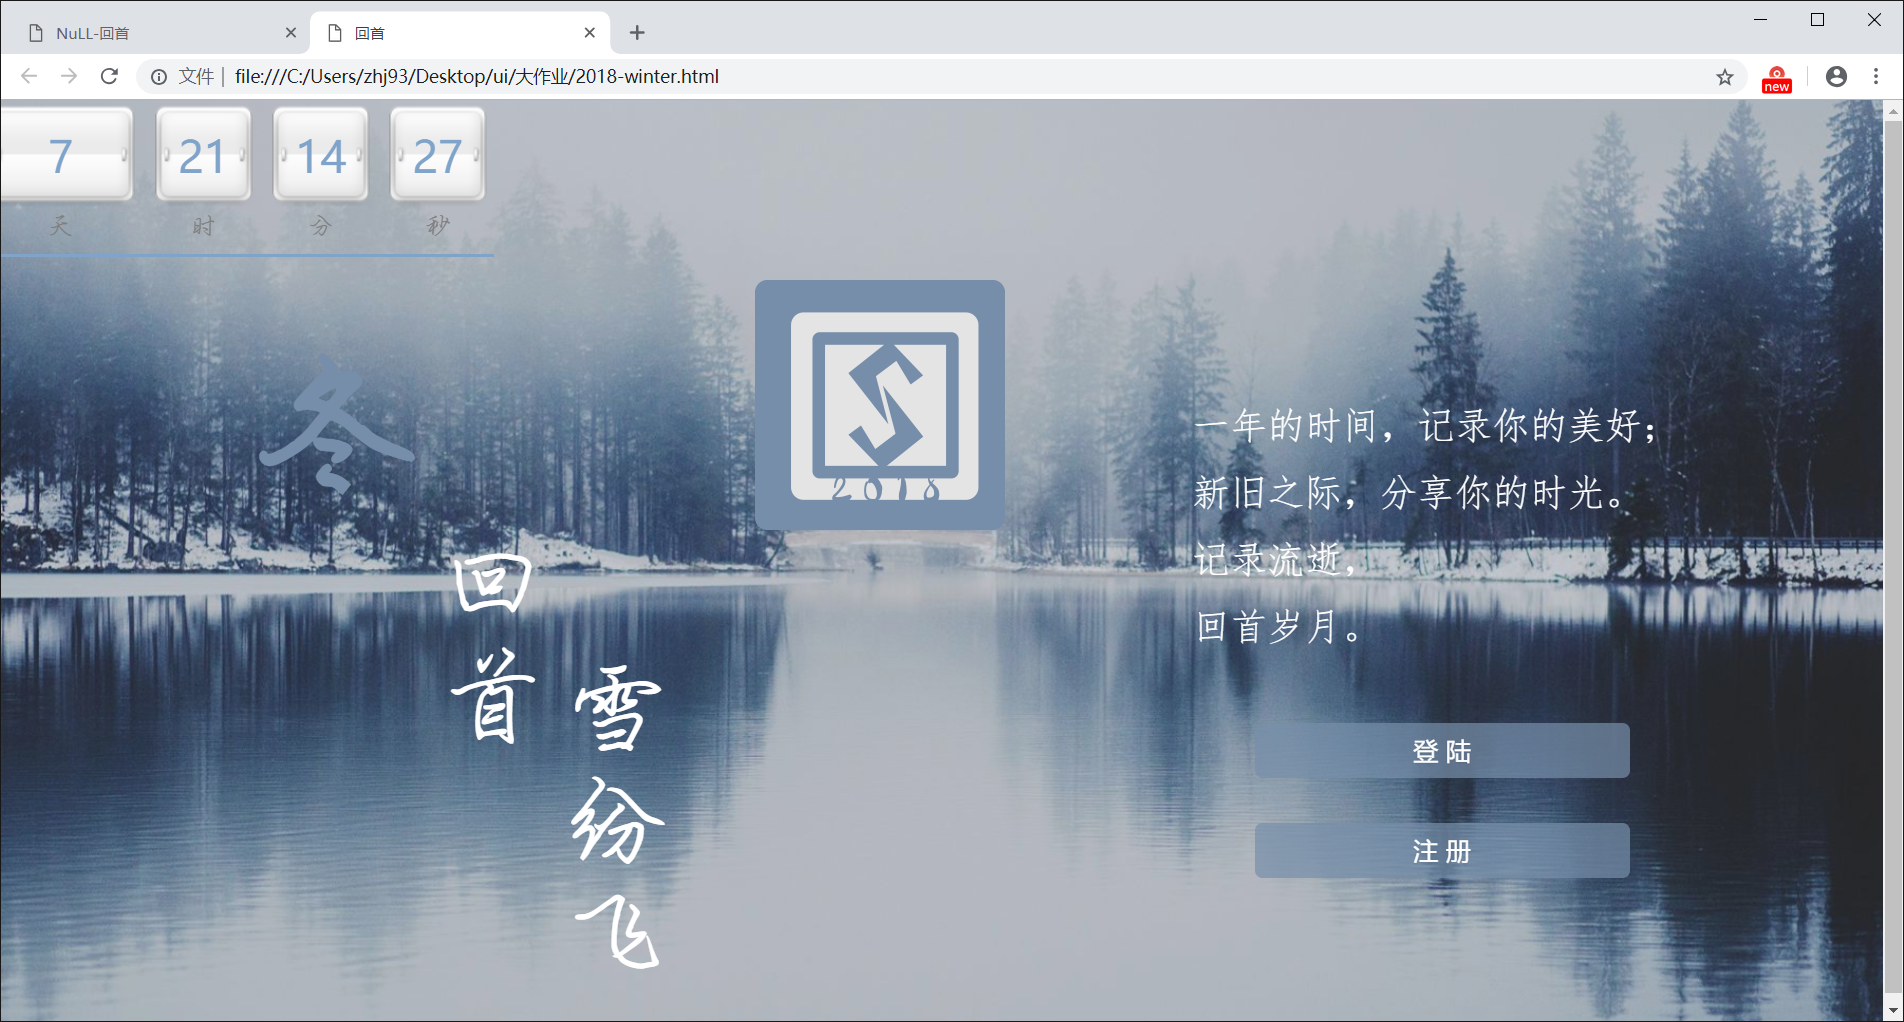 NuLL-回首
回首
文件 | file:///C:/Users/zhj93/Desktop/ui/大作业/2018-winter.html
new
7 21 14 27
天 时 分 秒
冬
回首
雪纷飞
2018
一年的时间，记录你的美好；
新旧之际，分享你的时光。
记录流逝，
回首岁月。
登陆
注册